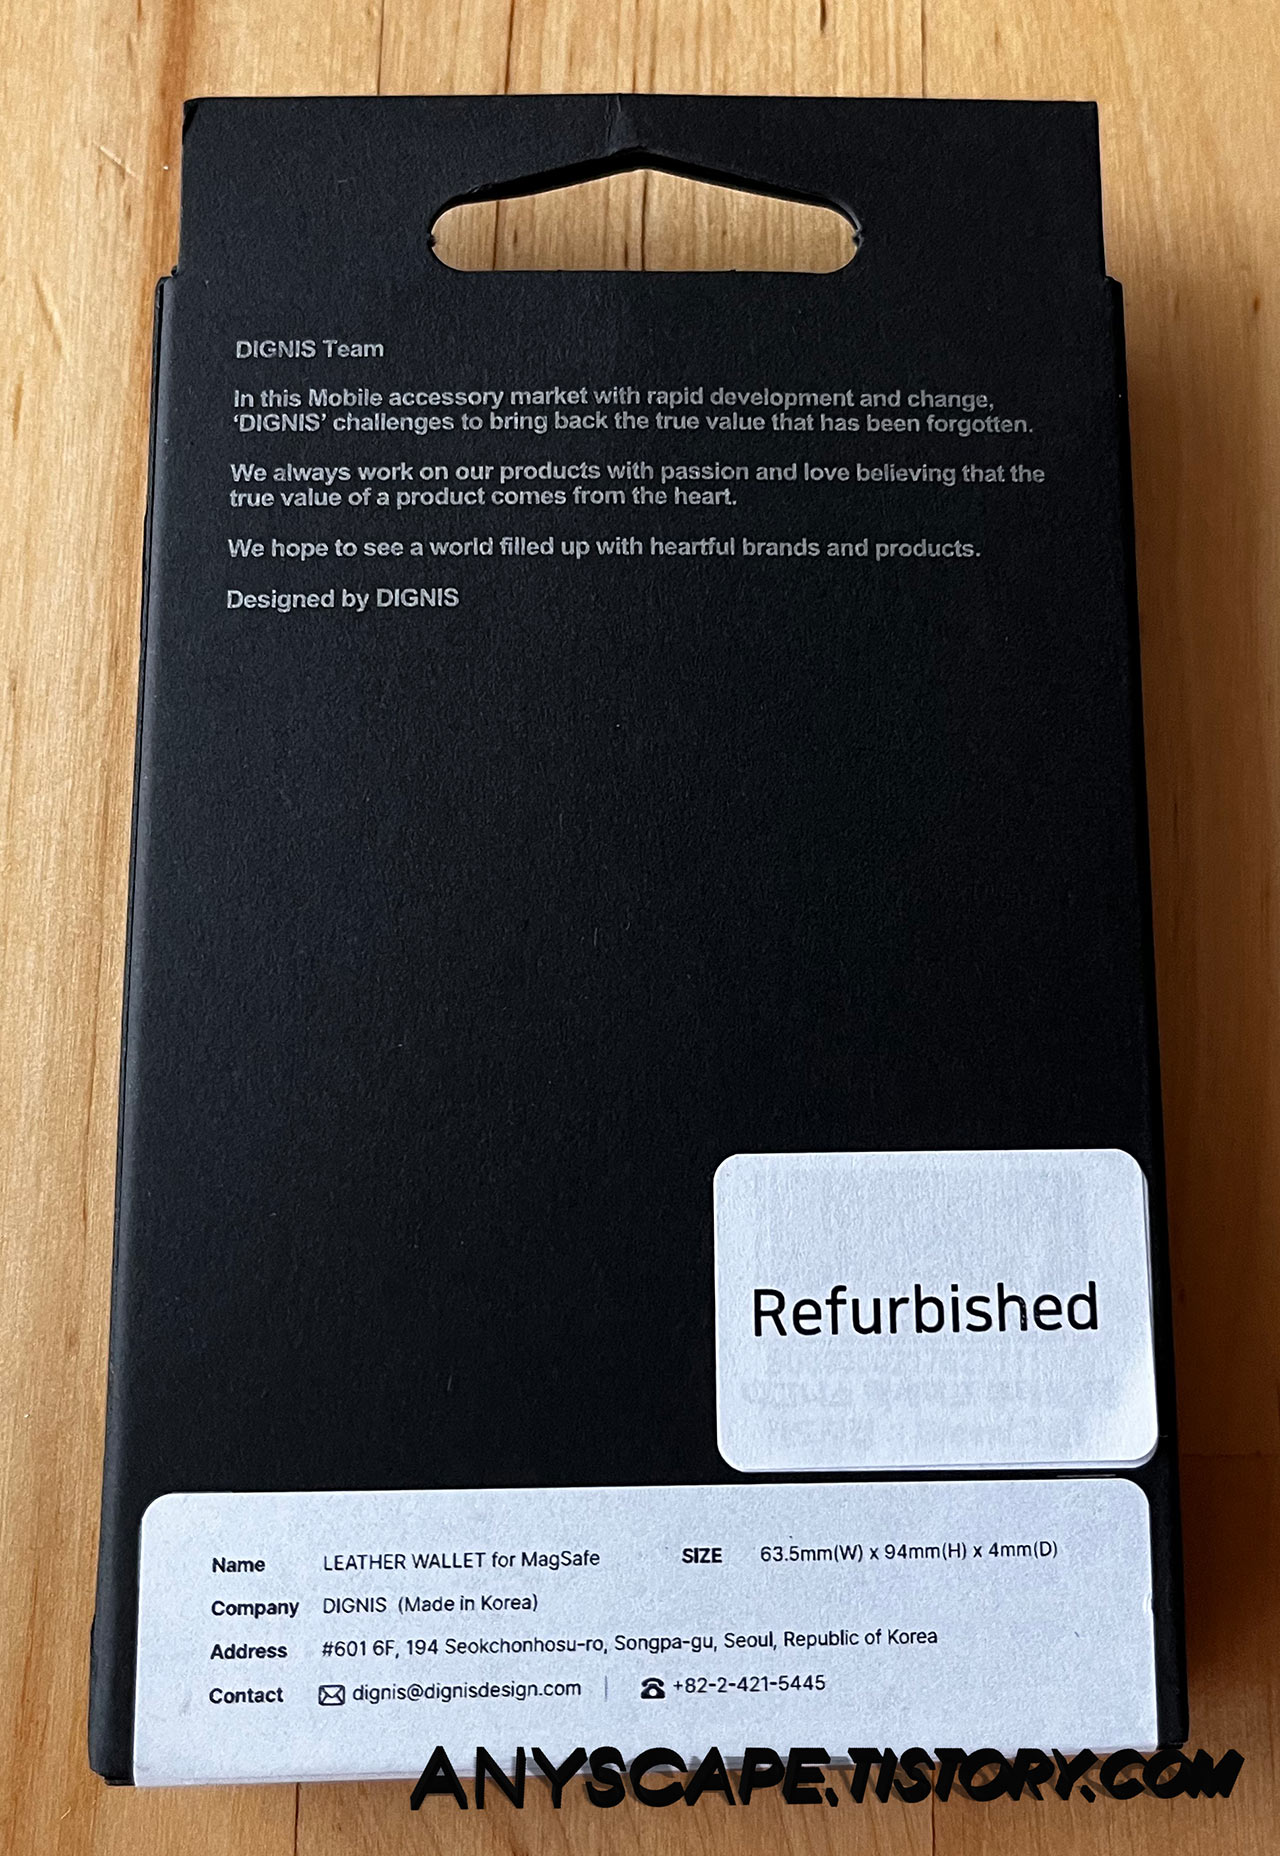 DIGNIS Team
In this Mobile accessory market with rapid development and change,
‘DIGNIS’ challenges to bring back the true value that has been forgotten.
We always work on our products with passion and love believing that the
true value of a product comes from the heart.
We hope to see a world filled up with heartful brands and products.
Designed by DIGNIS
Refurbished
Name LEATHER WALLET for MagSafe SIZE 63.5mm(W) x 94mm(H) x 4mm(D)
Company DIGNIS (Made in Korea)
Address #601 6F, 194 Seokchonhosu-ro, Songpa-gu, Seoul, Republic of Korea
Contact dignis@dignisdesign.com | +82-2-421-5445
ANYSCAPE.TISTORY.COM